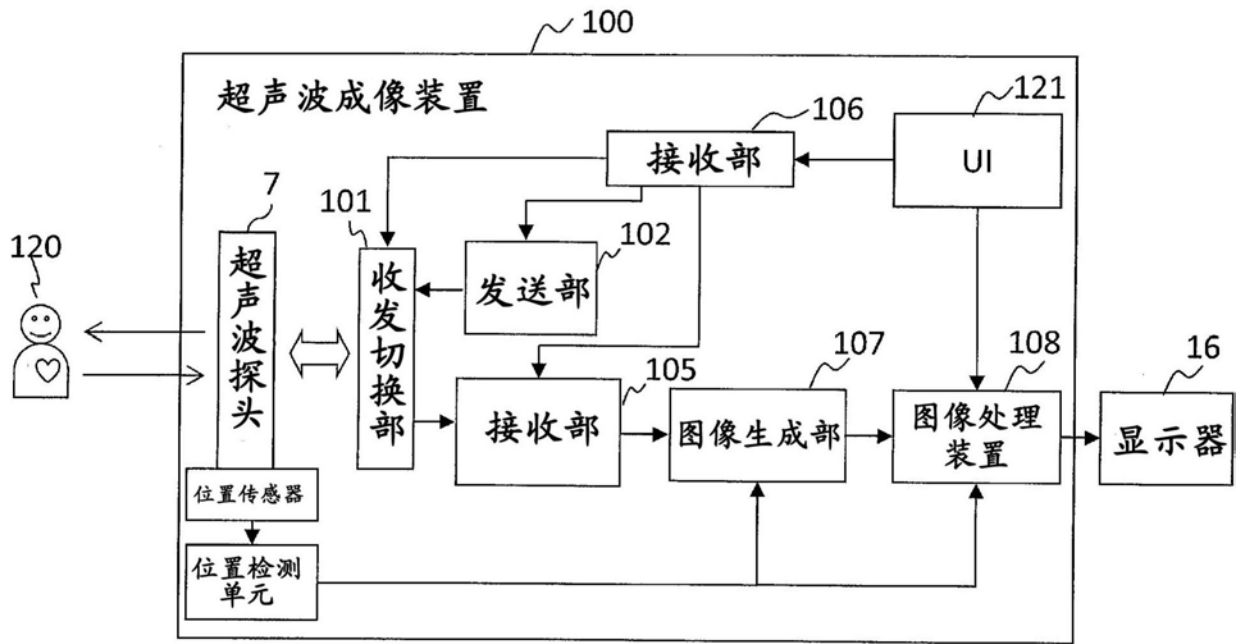 100
超声波成像装置
106
121
接收部
UI
7
101
102
120
超声波探头
收发切换部
发送部
105
107
108
16
接收部
图像生成部
图像处理
装置
显示器
位置传感器
位置检测
单元